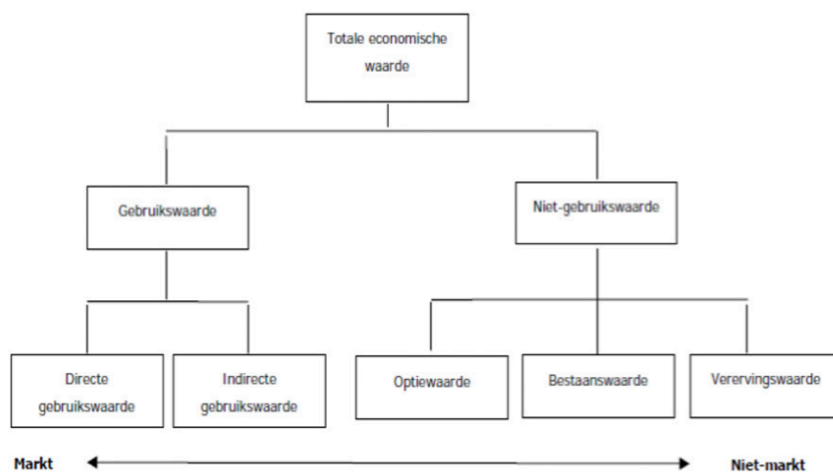 Totale economische
waarde
Gebruikswaarde
Niet-gebruikswaarde
Directe
gebruikswaarde
Indirecte
gebruikswaarde
Optiewaarde
Bestaanswaarde
Verervingswaarde
Markt
Niet-markt